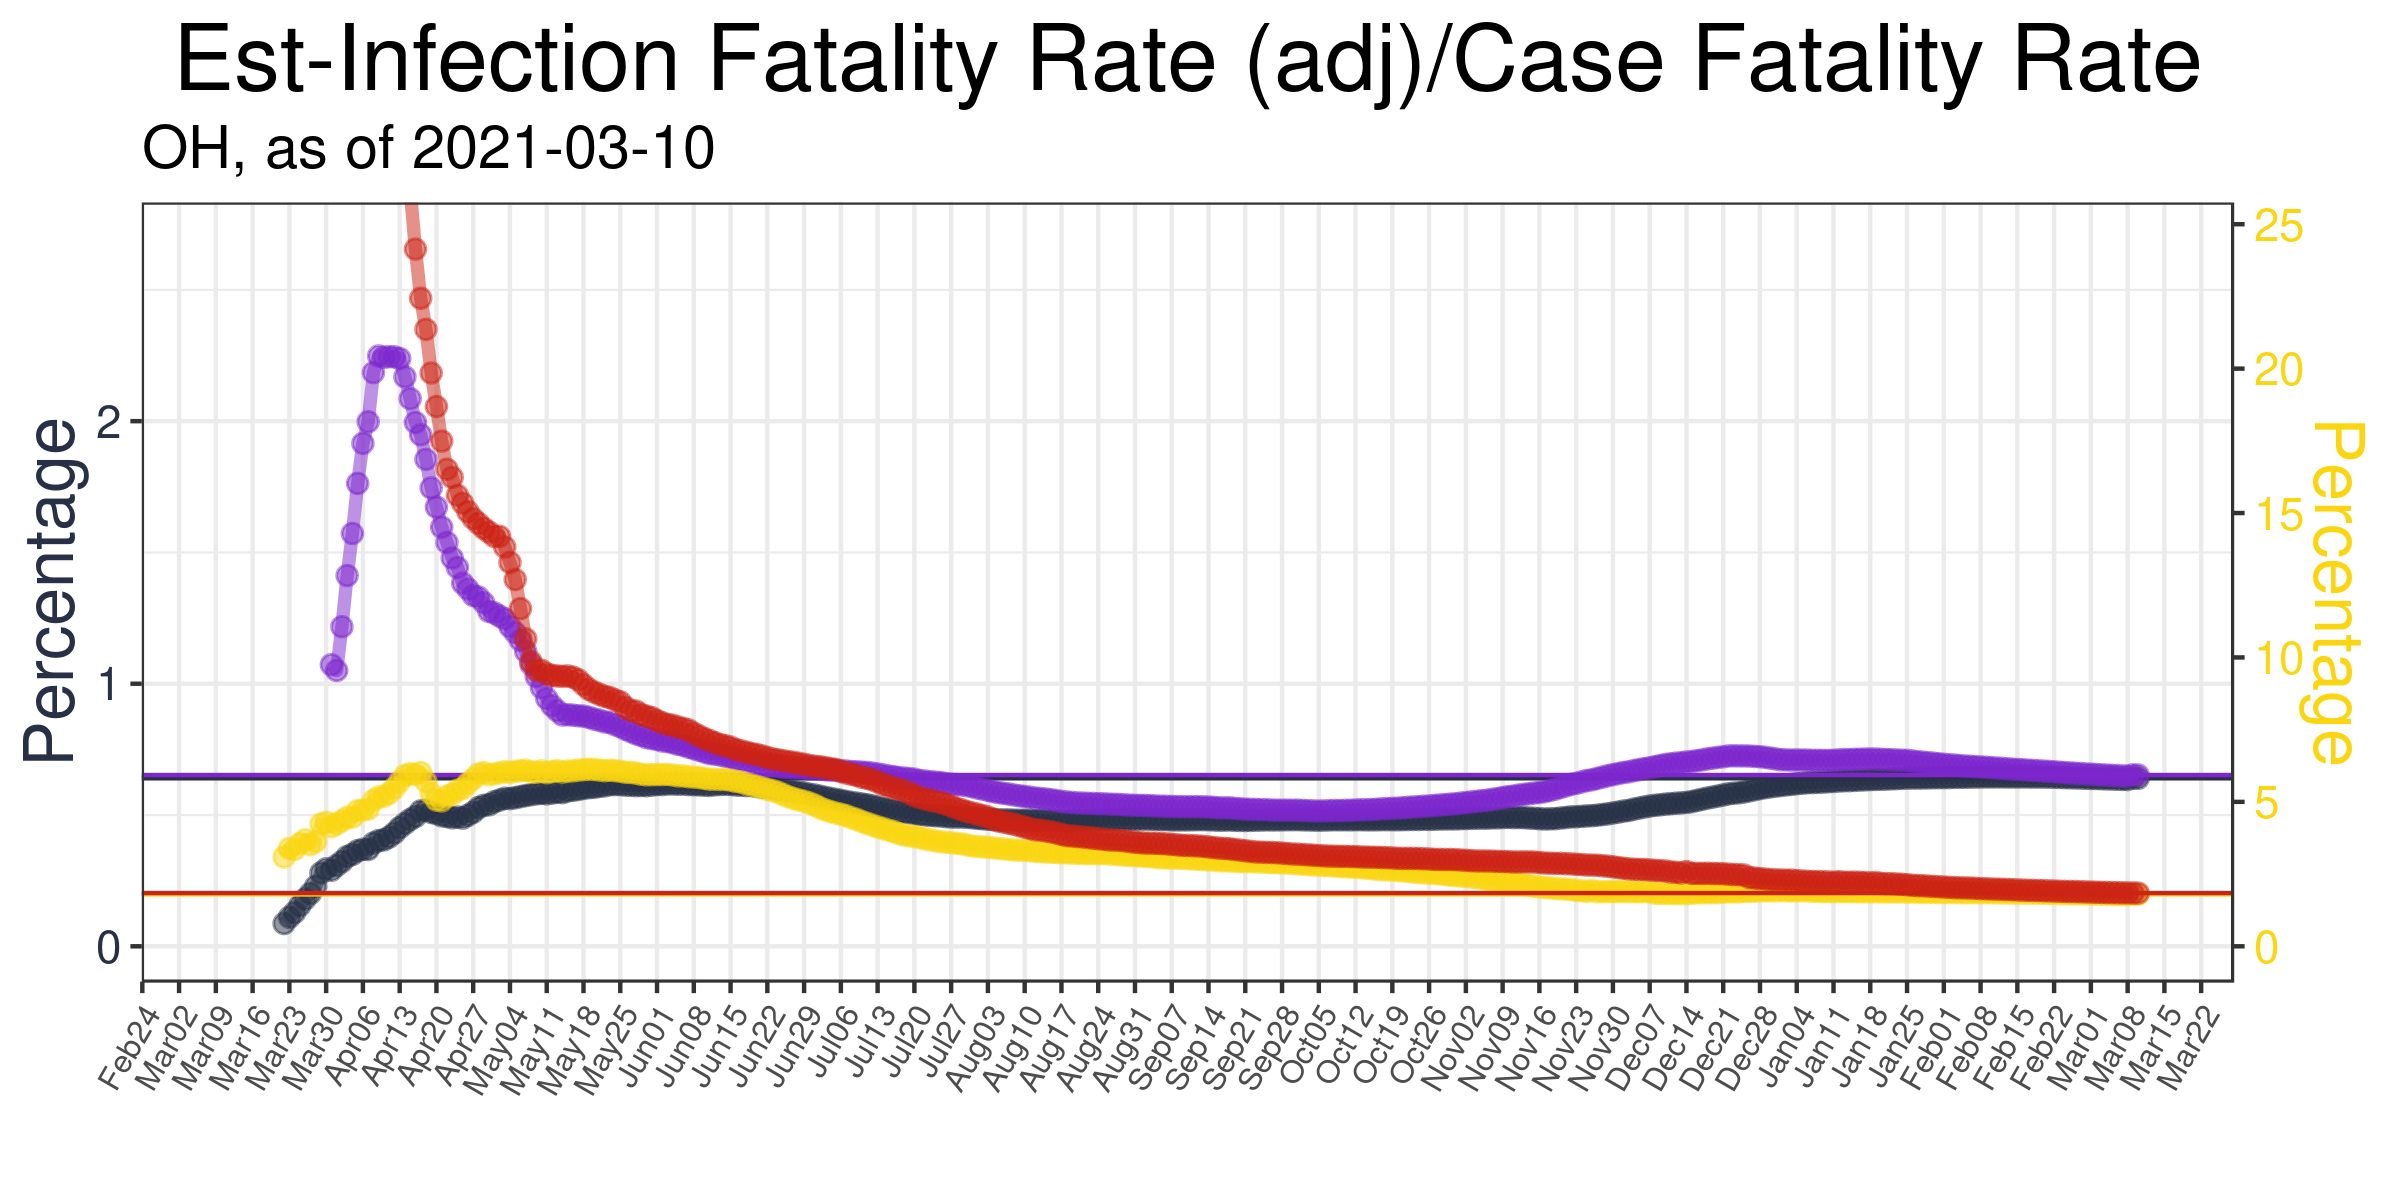 Est-Infection Fatality Rate (adj)/Case Fatality Rate
OH, as of 2021-03-10
Percentage
2
1
0
25
20
15
10
5
0
Percentage
Feb24
Mar02
Mar09
Mar16
Mar23
Mar30
Apr06
Apr13
Apr20
Apr27
May04
May11
May18
May25
Jun01
Jun08
Jun15
Jun22
Jun29
Jul06
Jul13
Jul20
Jul27
Aug03
Aug10
Aug17
Aug24
Aug31
Sep07
Sep14
Sep21
Sep28
Oct05
Oct12
Oct19
Oct26
Nov02
Nov09
Nov16
Nov23
Nov30
Dec07
Dec14
Dec21
Dec28
Jan04
Jan11
Jan18
Jan25
Feb01
Feb08
Feb15
Feb22
Mar01
Mar08
Mar15
Mar22